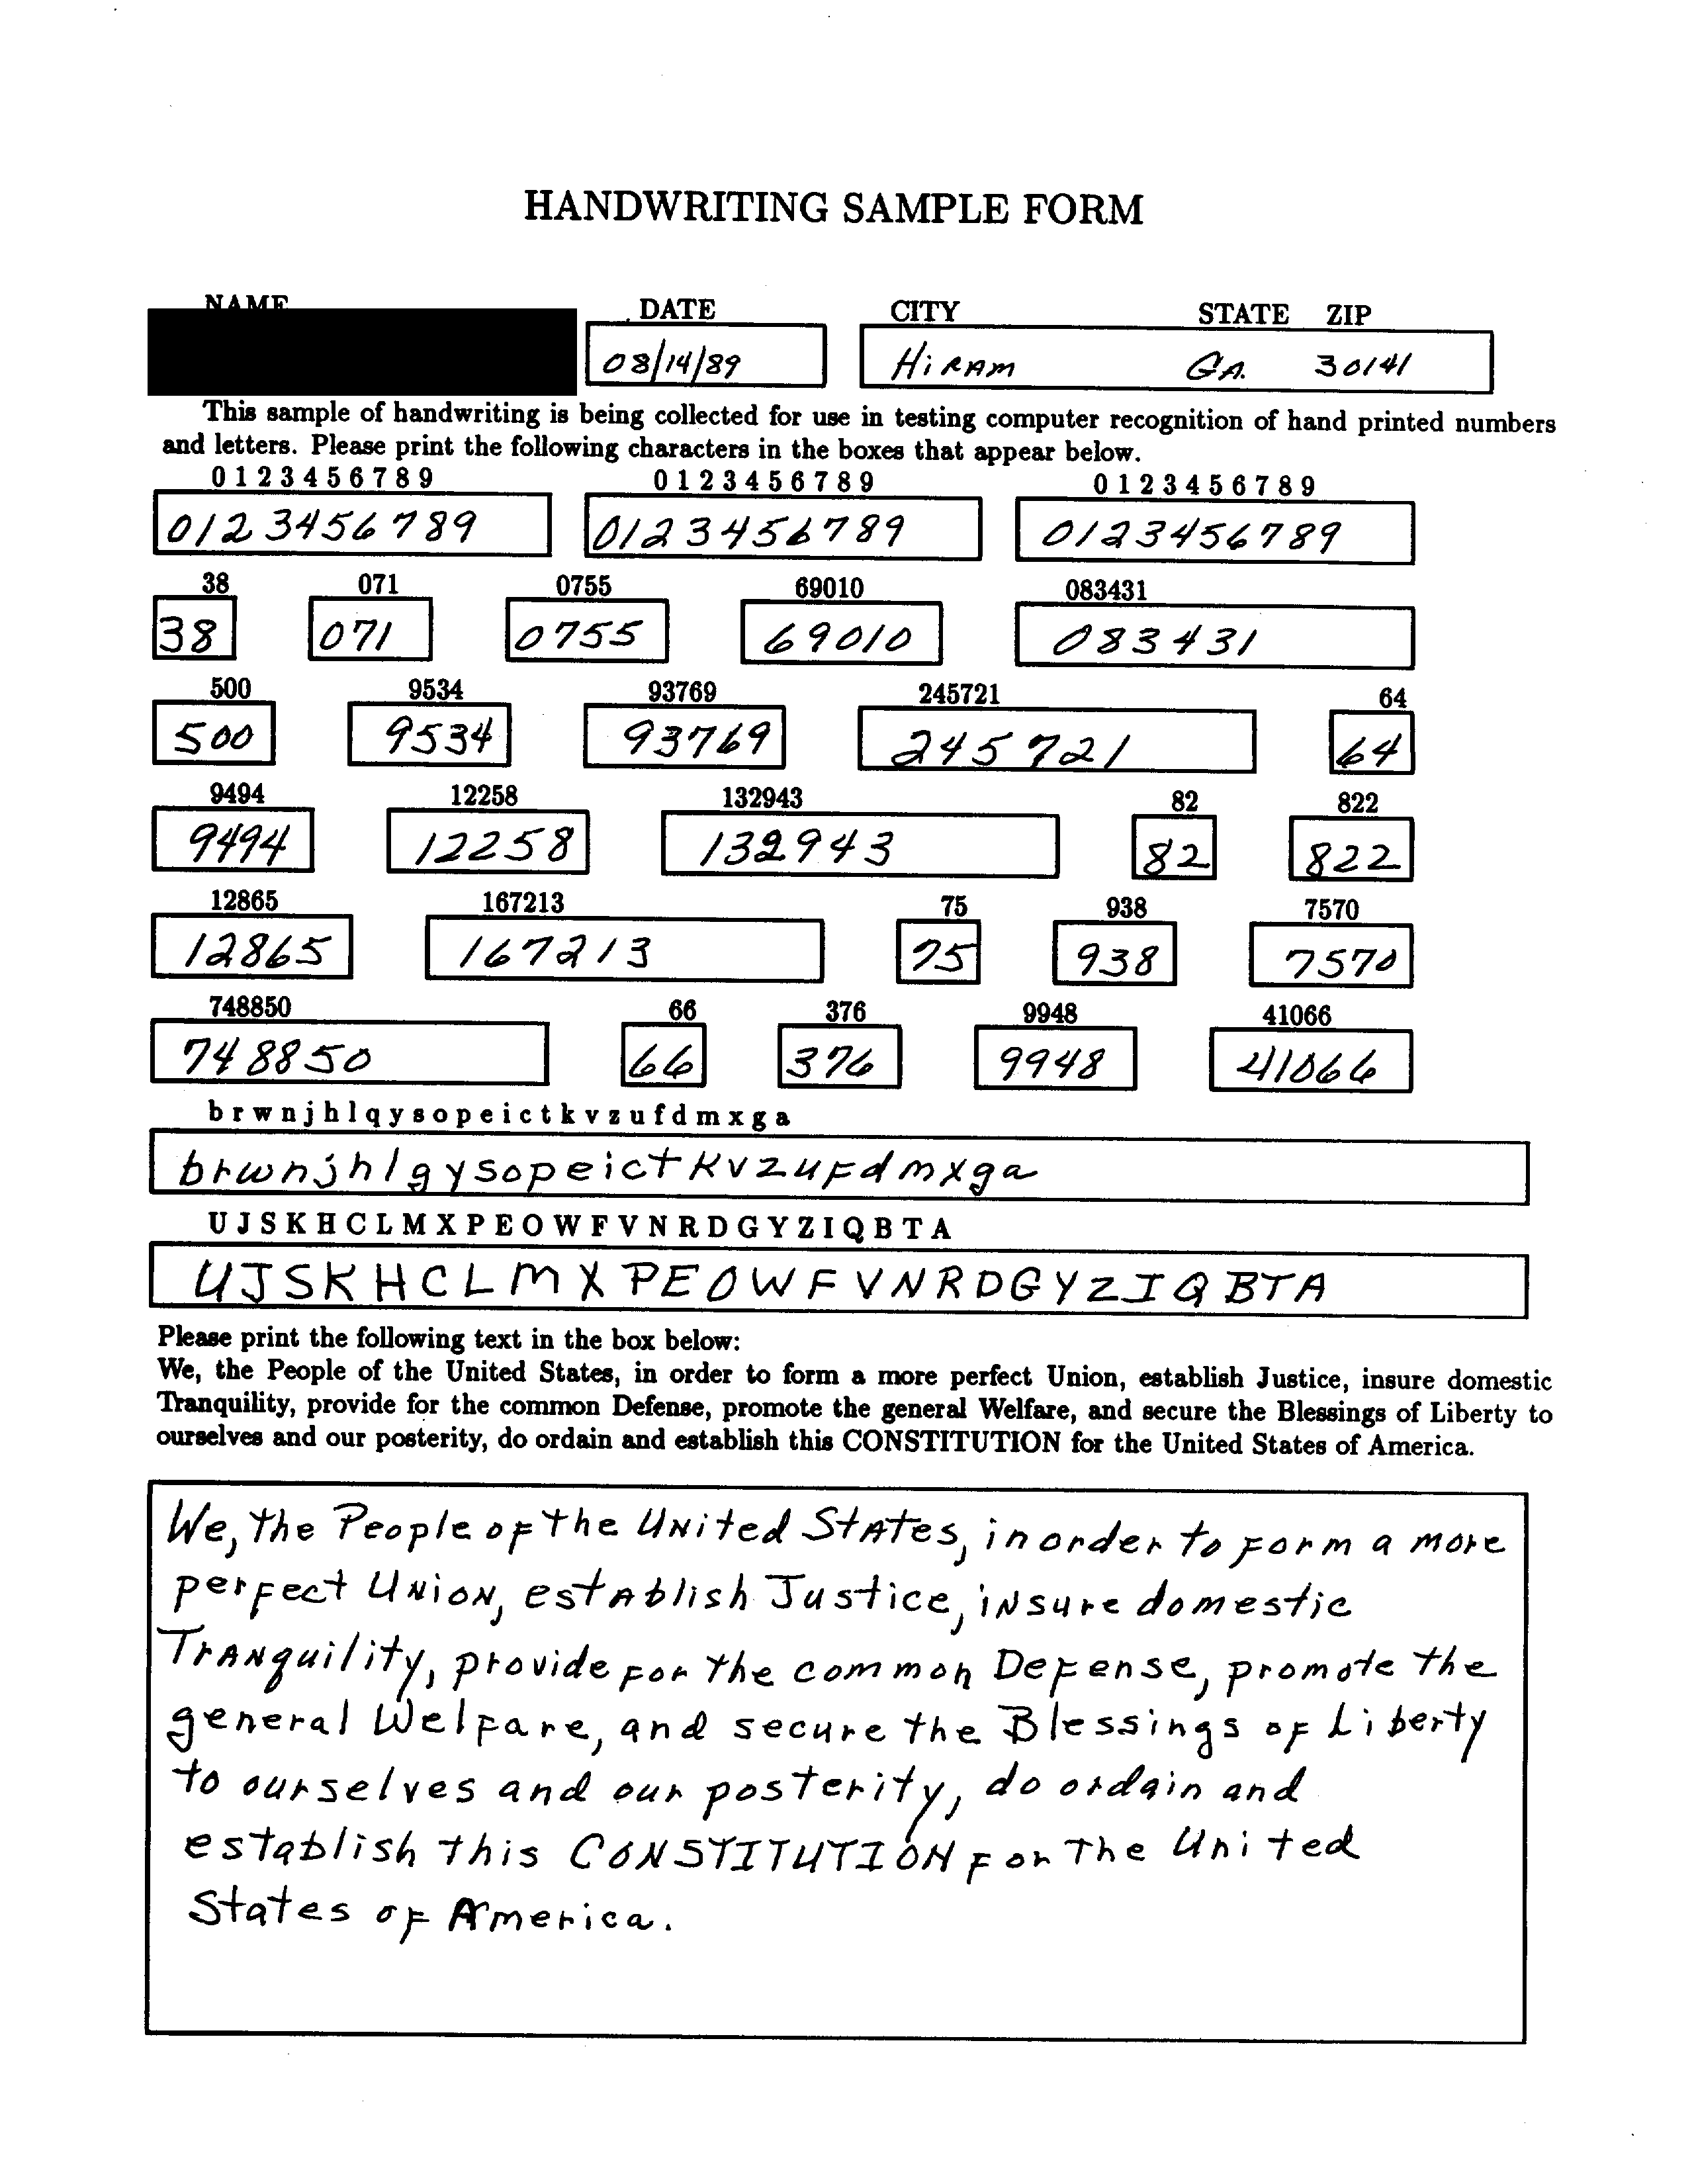 HANDWRITING SAMPLE FORM
NAME DATE CITY STATE ZIP
08/14/89 HiRAM GA. 30141
This sample of handwriting is being collected for use in testing computer recognition of hand printed numbers
and letters. Please print the following characters in the boxes that appear below.
0 1 2 3 4 5 6 7 8 9 0 1 2 3 4 5 6 7 8 9 0 1 2 3 4 5 6 7 8 9
0123456789 0123456789 0123456789
38 071 0755 69010 083431
38 071 0755 69010 083431
500 9534 93769 245721 64
500 9534 93769 245721 64
9494 12258 132943 82 822
9494 12258 132943 82 822
12865 167213 75 938 7570
12865 167213 75 938 7570
748850 66 376 9948 41066
748850 66 376 9948 41066
b r w n j h l q y s o p e i c t k v z u f d m x g a
brwnjhlgysopeictkvzuFdmxga
U J S K H C L M X P E O W F V N R D G Y Z I Q B T A
UJSKHCLMXPEOWFVNRDGYZIQBTA
Please print the following text in the box below:
We, the People of the United States, in order to form a more perfect Union, establish Justice, insure domestic
Tranquility, provide for the common Defense, promote the general Welfare, and secure the Blessings of Liberty to
ourselves and our posterity, do ordain and establish this CONSTITUTION for the United States of America.
We, the People of the United States, in order to form a more
perfect Union, establish Justice, insure domestic
Tranquility, provide for the common Defense, promote the
general Welfare, and secure the Blessings of Liberty
to ourselves and our posterity, do ordain and
establish this CONSTITUTION For The United
States of America.